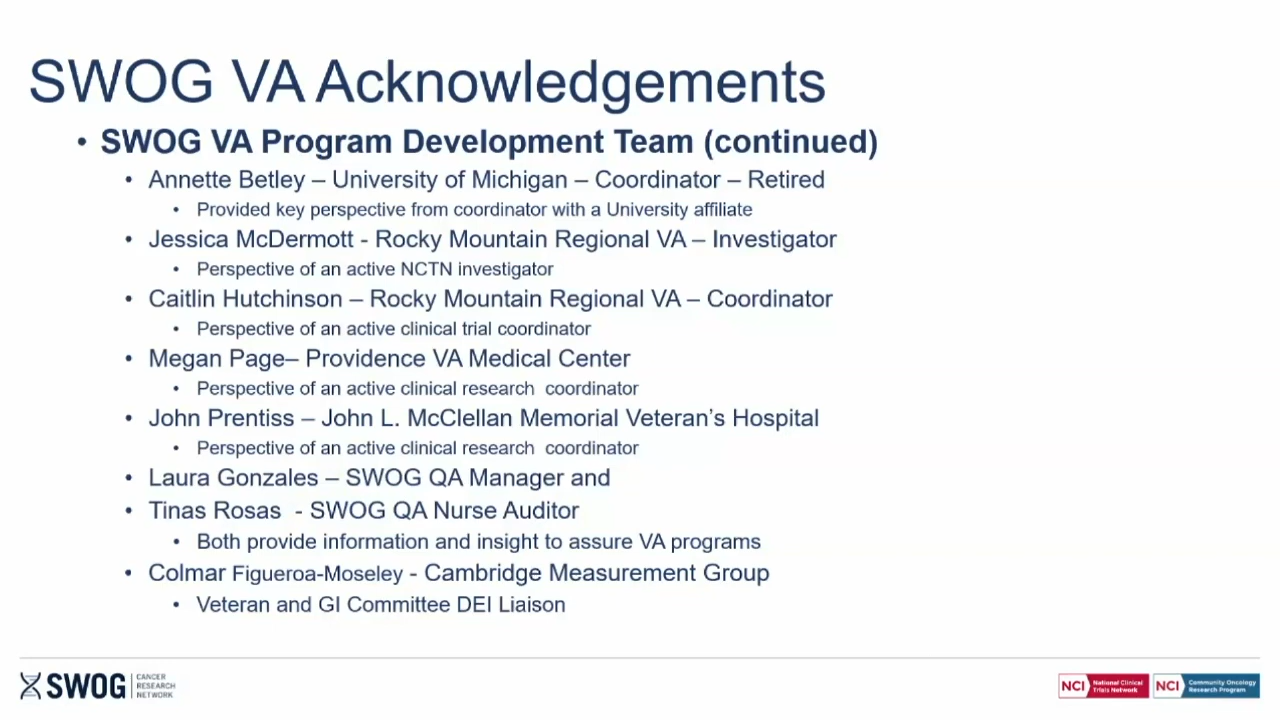 SWOG VA Acknowledgements
• SWOG VA Program Development Team (continued)
• Annette Betley – University of Michigan – Coordinator – Retired
• Provided key perspective from coordinator with a University affiliate
• Jessica McDermott - Rocky Mountain Regional VA – Investigator
• Perspective of an active NCTN investigator
• Caitlin Hutchinson – Rocky Mountain Regional VA – Coordinator
• Perspective of an active clinical trial coordinator
• Megan Page– Providence VA Medical Center
• Perspective of an active clinical research  coordinator
• John Prentiss – John L. McClellan Memorial Veteran’s Hospital
• Perspective of an active clinical research  coordinator
• Laura Gonzales – SWOG QA Manager and
• Tinas Rosas  - SWOG QA Nurse Auditor
• Both provide information and insight to assure VA programs
• Colmar Figueroa-Moseley - Cambridge Measurement Group
• Veteran and GI Committee DEI Liaison
SWOG
CANCER
RESEARCH
NETWORK
NCI
National Clinical
Trials Network
NCI
Community Oncology
Research Program